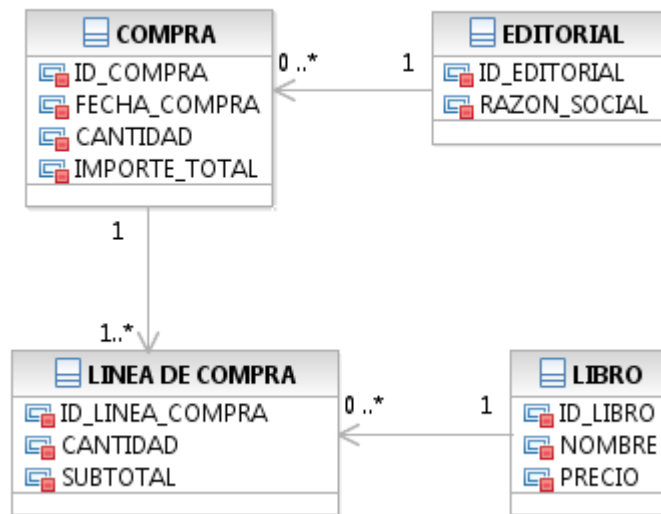 COMPRA
ID_COMPRA
FECHA_COMPRA
CANTIDAD
IMPORTE_TOTAL
0 ..*
1
EDITORIAL
ID_EDITORIAL
RAZON_SOCIAL
1
1..*
LINEA DE COMPRA
ID_LINEA_COMPRA
CANTIDAD
SUBTOTAL
0 ..*
1
LIBRO
ID_LIBRO
NOMBRE
PRECIO